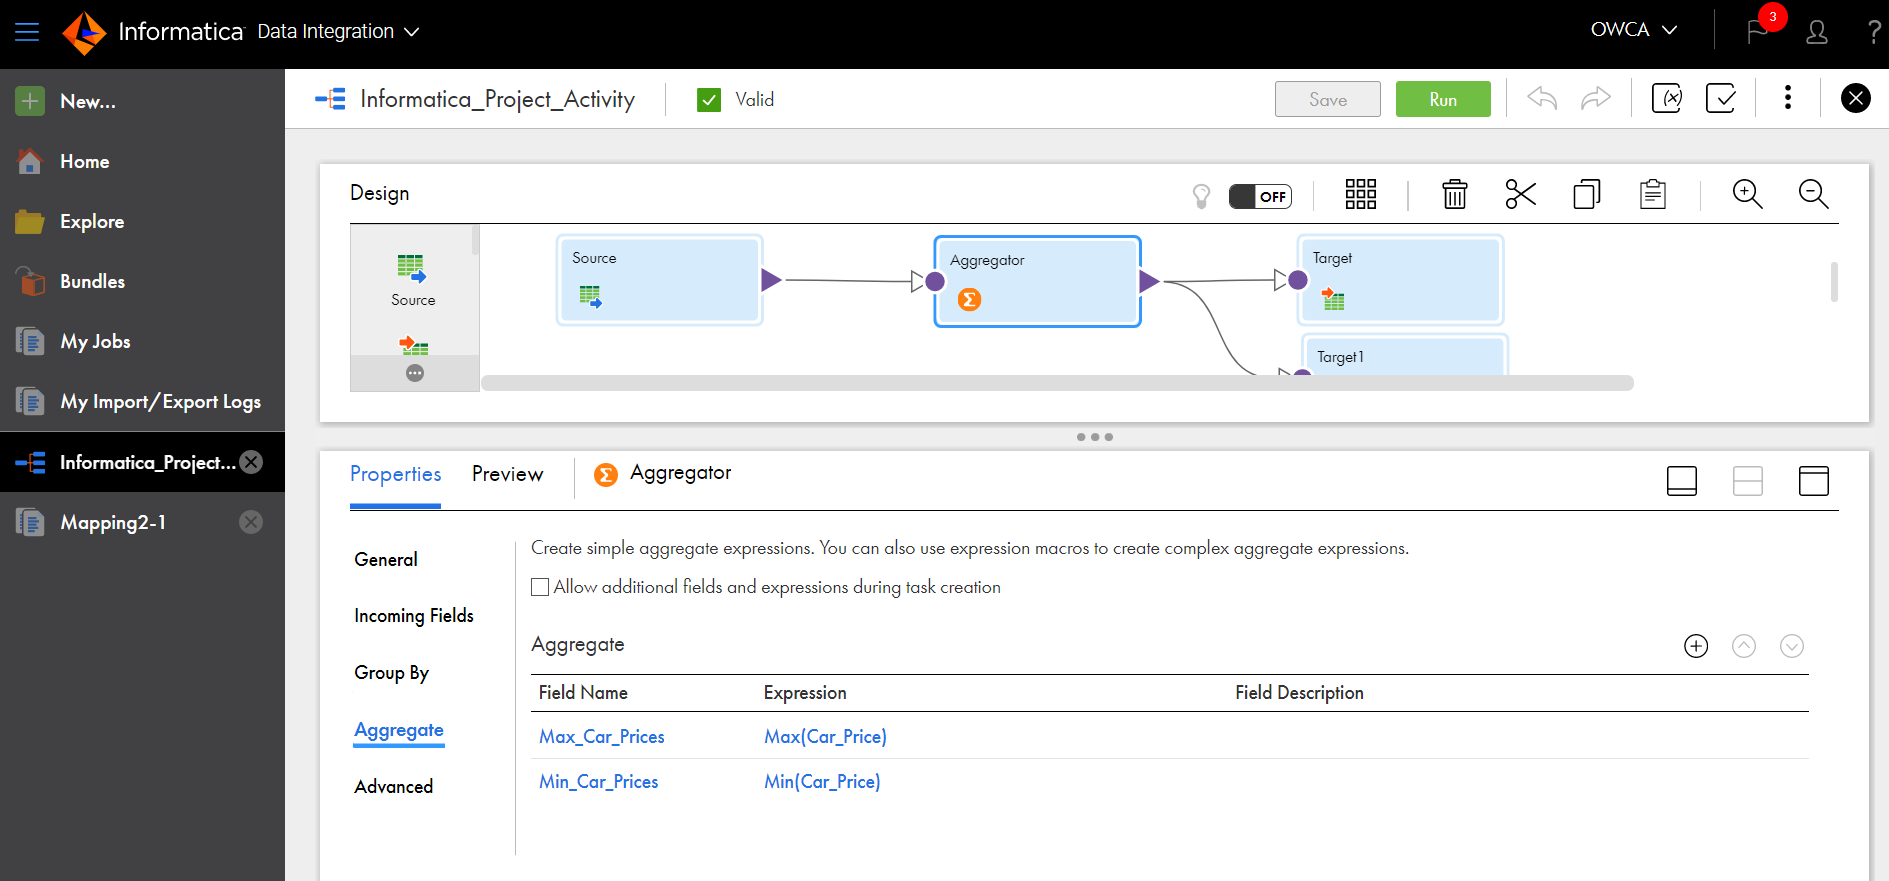 Informatica Data Integration
OWCA
3
?
New...
Home
Explore
Bundles
My Jobs
My Import/Export Logs
Informatica_Project...
Mapping2-1
Informatica_Project_Activity
Valid
Save
Run
(x)
Design
OFF
Source
Source
Aggregator
Target
Target1
Properties
Preview
Aggregator
General
Incoming Fields
Group By
Aggregate
Advanced
Create simple aggregate expressions. You can also use expression macros to create complex aggregate expressions.
Allow additional fields and expressions during task creation
Aggregate
Field Name Expression Field Description
Max_Car_Prices Max(Car_Price)
Min_Car_Prices Min(Car_Price)